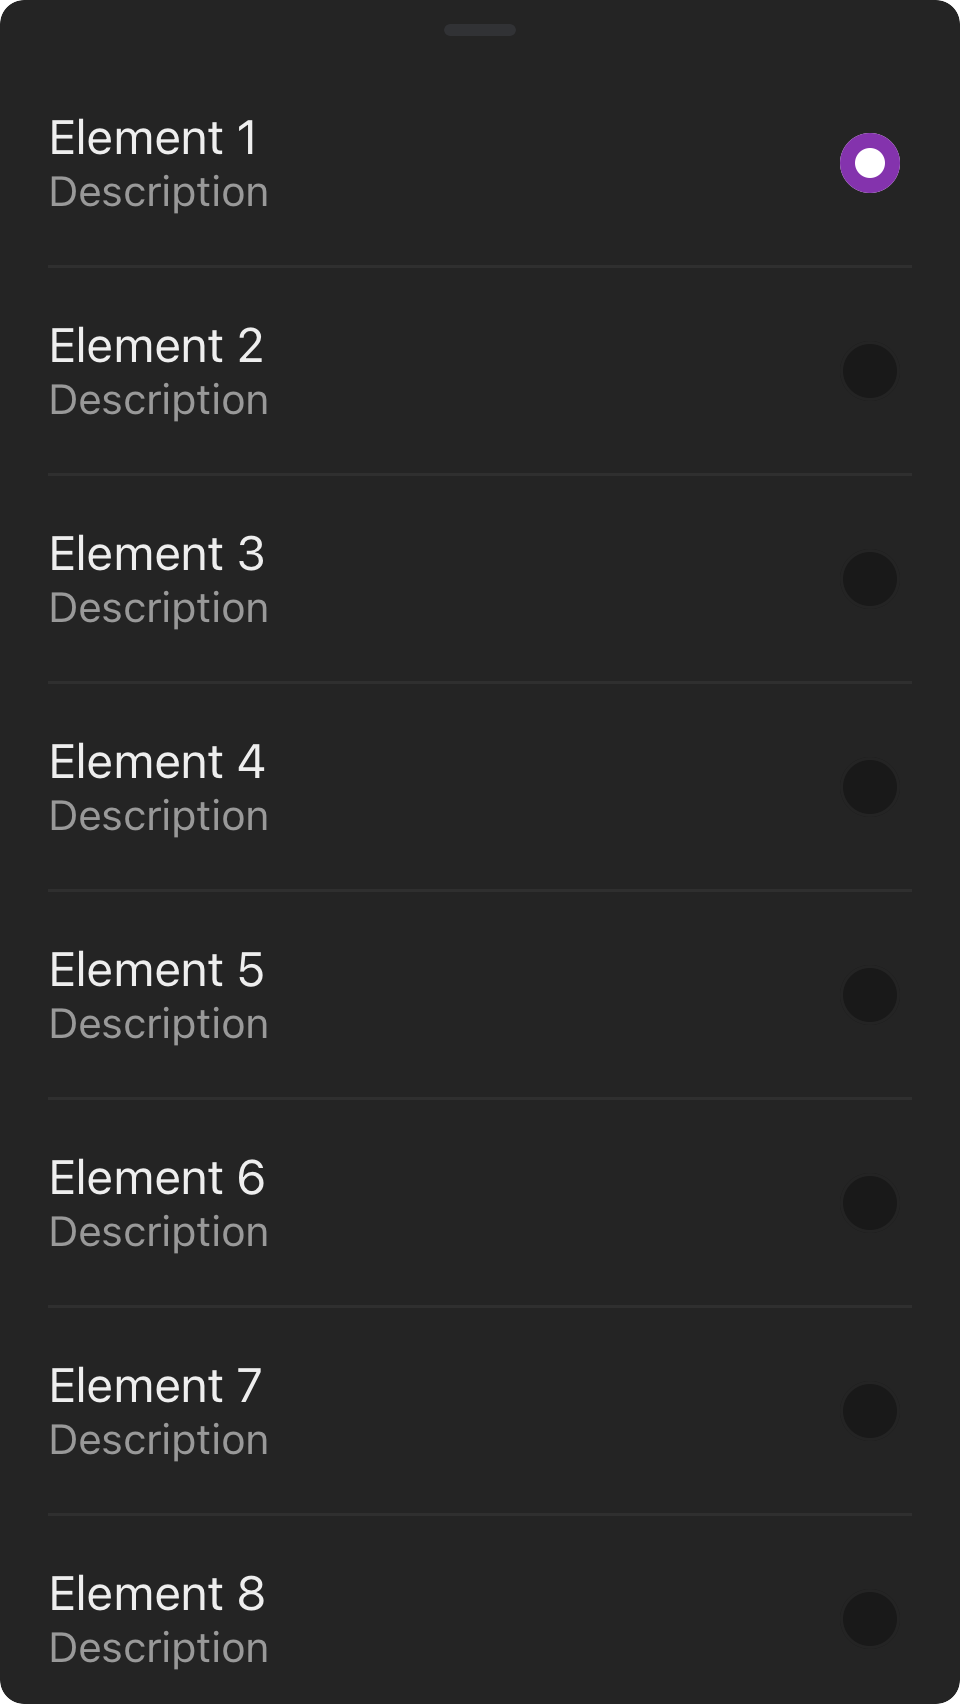 Element 1
Description
Element 2
Description
Element 3
Description
Element 4
Description
Element 5
Description
Element 6
Description
Element 7
Description
Element 8
Description